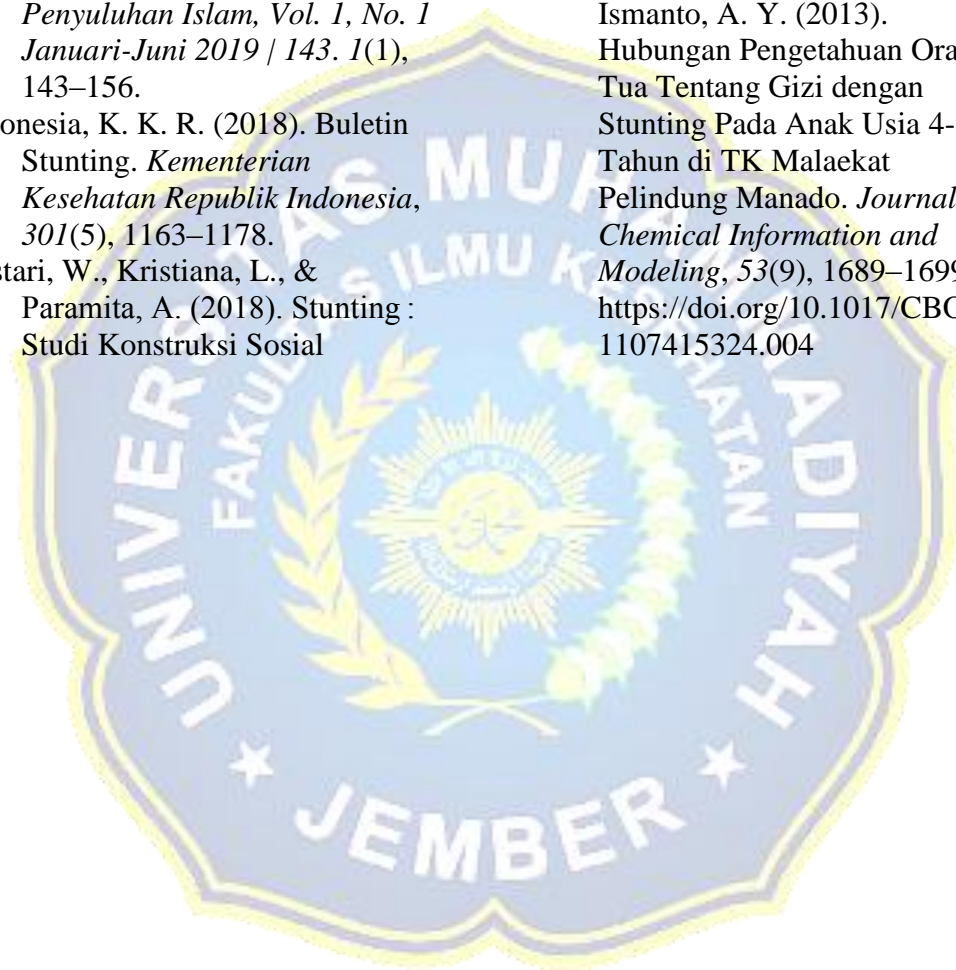 Penyuluhan Islam, Vol. 1, No. 1
Januari-Juni 2019 | 143. 1(1),
143–156.
onesia, K. K. R. (2018). Buletin
Stunting. Kementerian
Kesehatan Republik Indonesia,
301(5), 1163–1178.
stari, W., Kristiana, L., &
Paramita, A. (2018). Stunting :
Studi Konstruksi Sosial
Ismanto, A. Y. (2013).
Hubungan Pengetahuan Ora
Tua Tentang Gizi dengan
Stunting Pada Anak Usia 4-
Tahun di TK Malaekat
Pelindung Manado. Journal
Chemical Information and
Modeling, 53(9), 1689–1699
https://doi.org/10.1017/CBO
1107415324.004
UNIVERSITAS MUHAMMADIYAH
FAKULTAS ILMU KESEHATAN
JEMBER